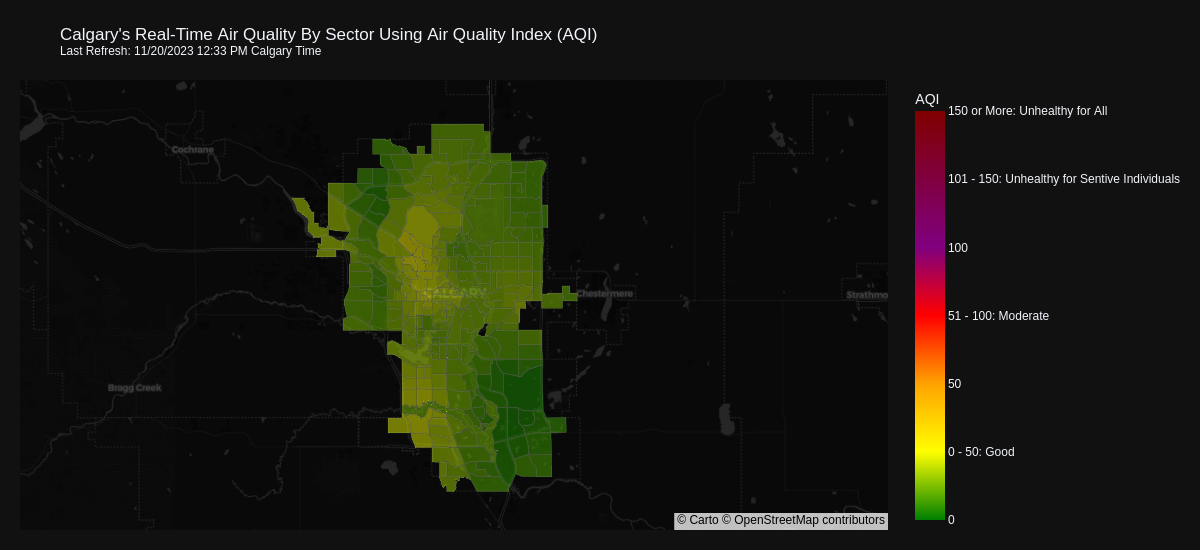 Calgary's Real-Time Air Quality By Sector Using Air Quality Index (AQI)
Last Refresh: 11/20/2023 12:33 PM Calgary Time
AQI
150 or More: Unhealthy for All
101 - 150: Unhealthy for Sentive Individuals
100
51 - 100: Moderate
50
0 - 50: Good
0
Cochrane
CALGARY
Chestermere
Strathmo
Bragg Creek
© Carto © OpenStreetMap contributors